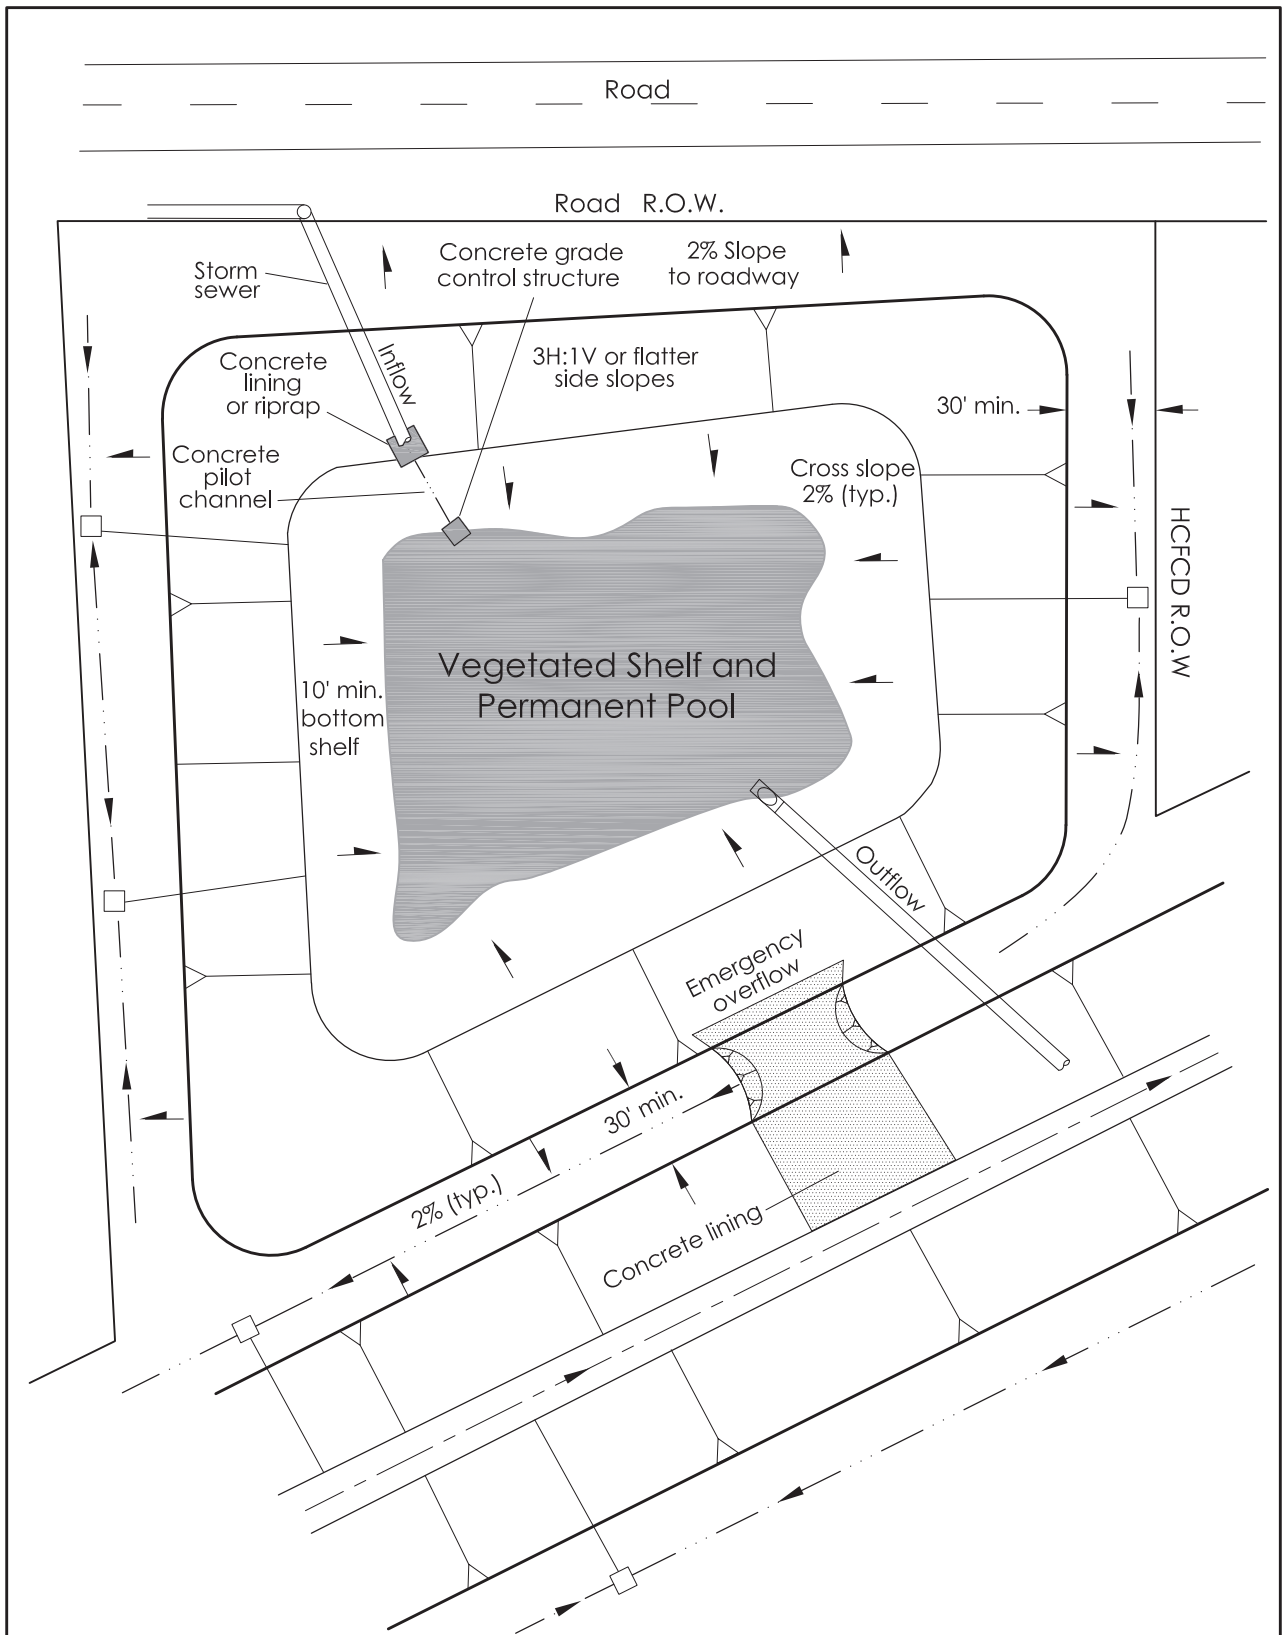 Road
Road R.O.W.
Concrete grade
control structure
2% Slope
to roadway
Storm
sewer
Inflow
Concrete
lining
or riprap
3H:1V or flatter
side slopes
30' min.
Concrete
pilot
channel
Cross slope
2% (typ.)
HCFCD R.O.W
Vegetated Shelf and
Permanent Pool
10' min.
bottom
shelf
Outflow
Emergency
overflow
30' min.
2% (typ.)
Concrete lining